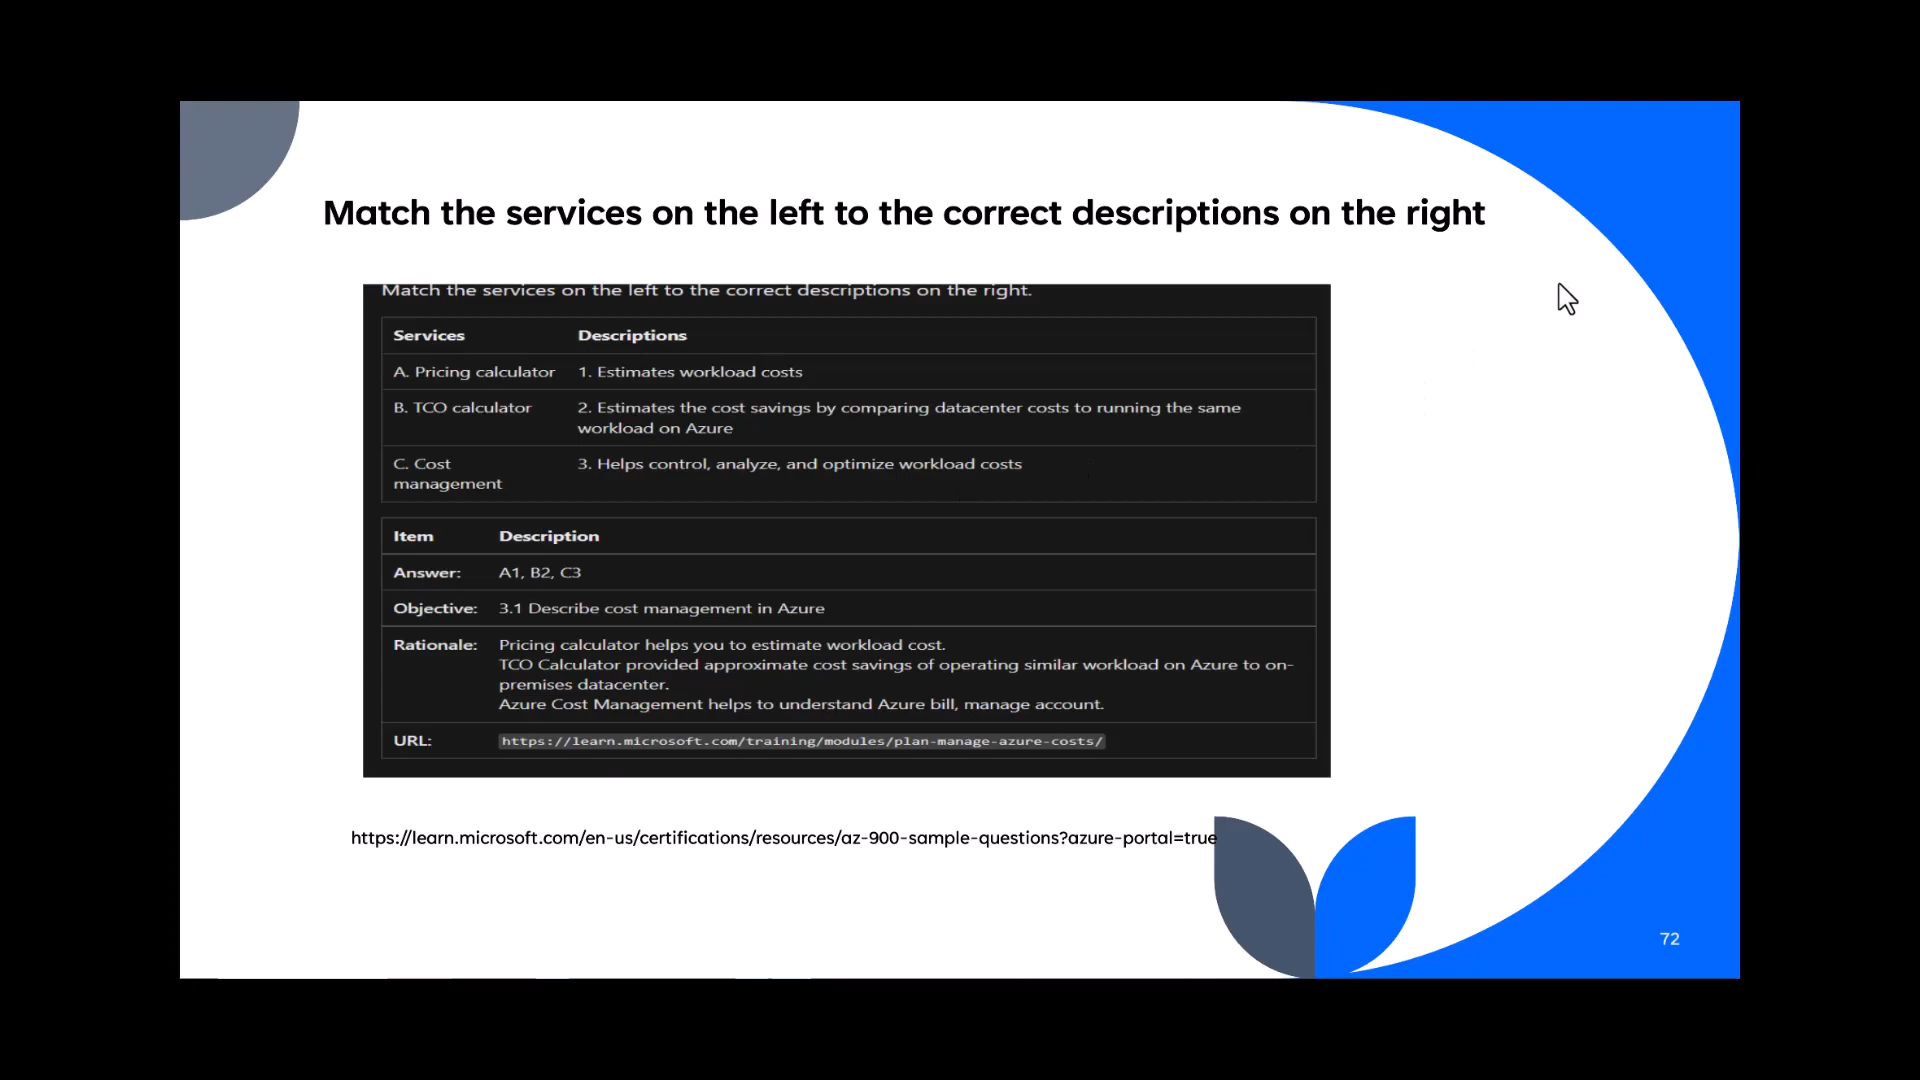 Match the services on the left to the correct descriptions on the right
Match the services on the left to the correct descriptions on the right.
Services Descriptions
A. Pricing calculator 1. Estimates workload costs
B. TCO calculator 2. Estimates the cost savings by comparing datacenter costs to running the same
workload on Azure
C. Cost 3. Helps control, analyze, and optimize workload costs
management
Item Description
Answer: A1, B2, C3
Objective: 3.1 Describe cost management in Azure
Rationale: Pricing calculator helps you to estimate workload cost.
TCO Calculator provided approximate cost savings of operating similar workload on Azure to on-
premises datacenter.
Azure Cost Management helps to understand Azure bill, manage account.
URL: https://learn.microsoft.com/training/modules/plan-manage-azure-costs/
https://learn.microsoft.com/en-us/certifications/resources/az-900-sample-questions?azure-portal=true
72